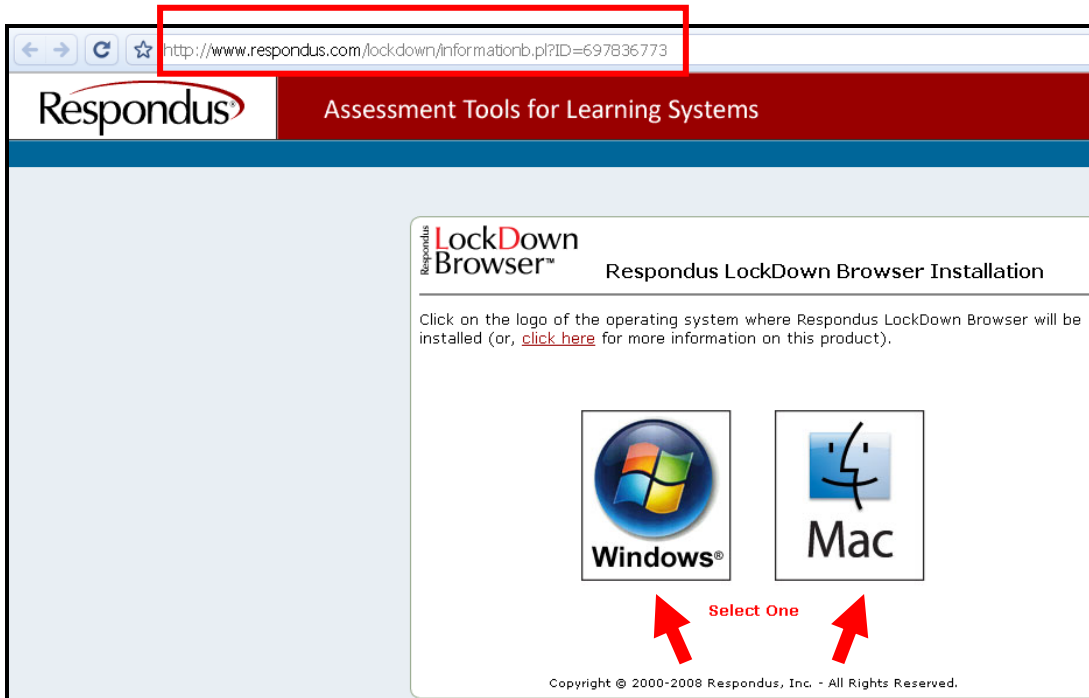 http://www.respondus.com/lockdown/informationb.pl?ID=697836773
Respondus®
Assessment Tools for Learning Systems
Respondus
LockDown
Browser™
Respondus LockDown Browser Installation
Click on the logo of the operating system where Respondus LockDown Browser will be
installed (or, click here for more information on this product).
Windows®
Mac
Select One
Copyright © 2000-2008 Respondus, Inc. - All Rights Reserved.